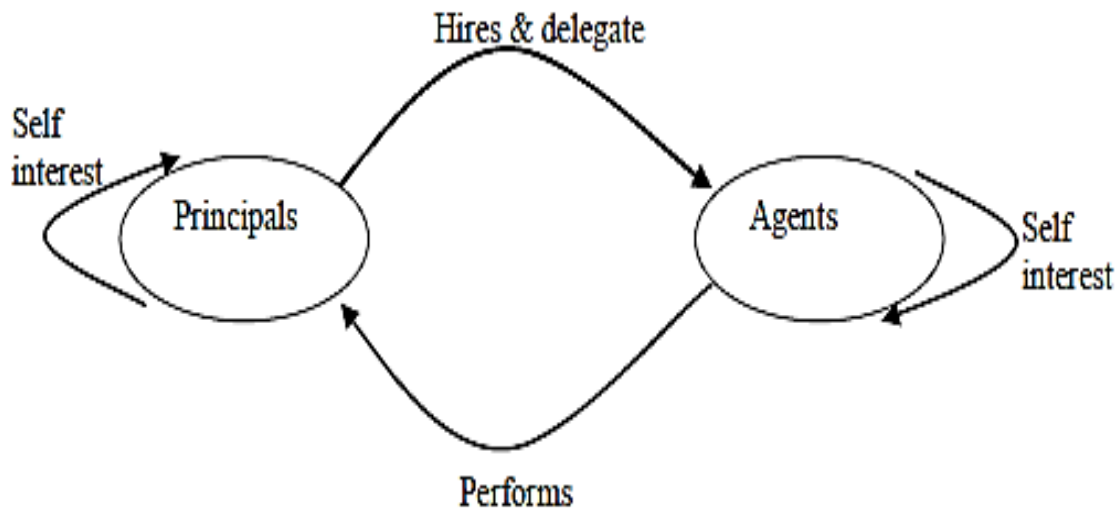 Hires & delegate
Self
interest
Principals
Agents
Self
interest
Performs